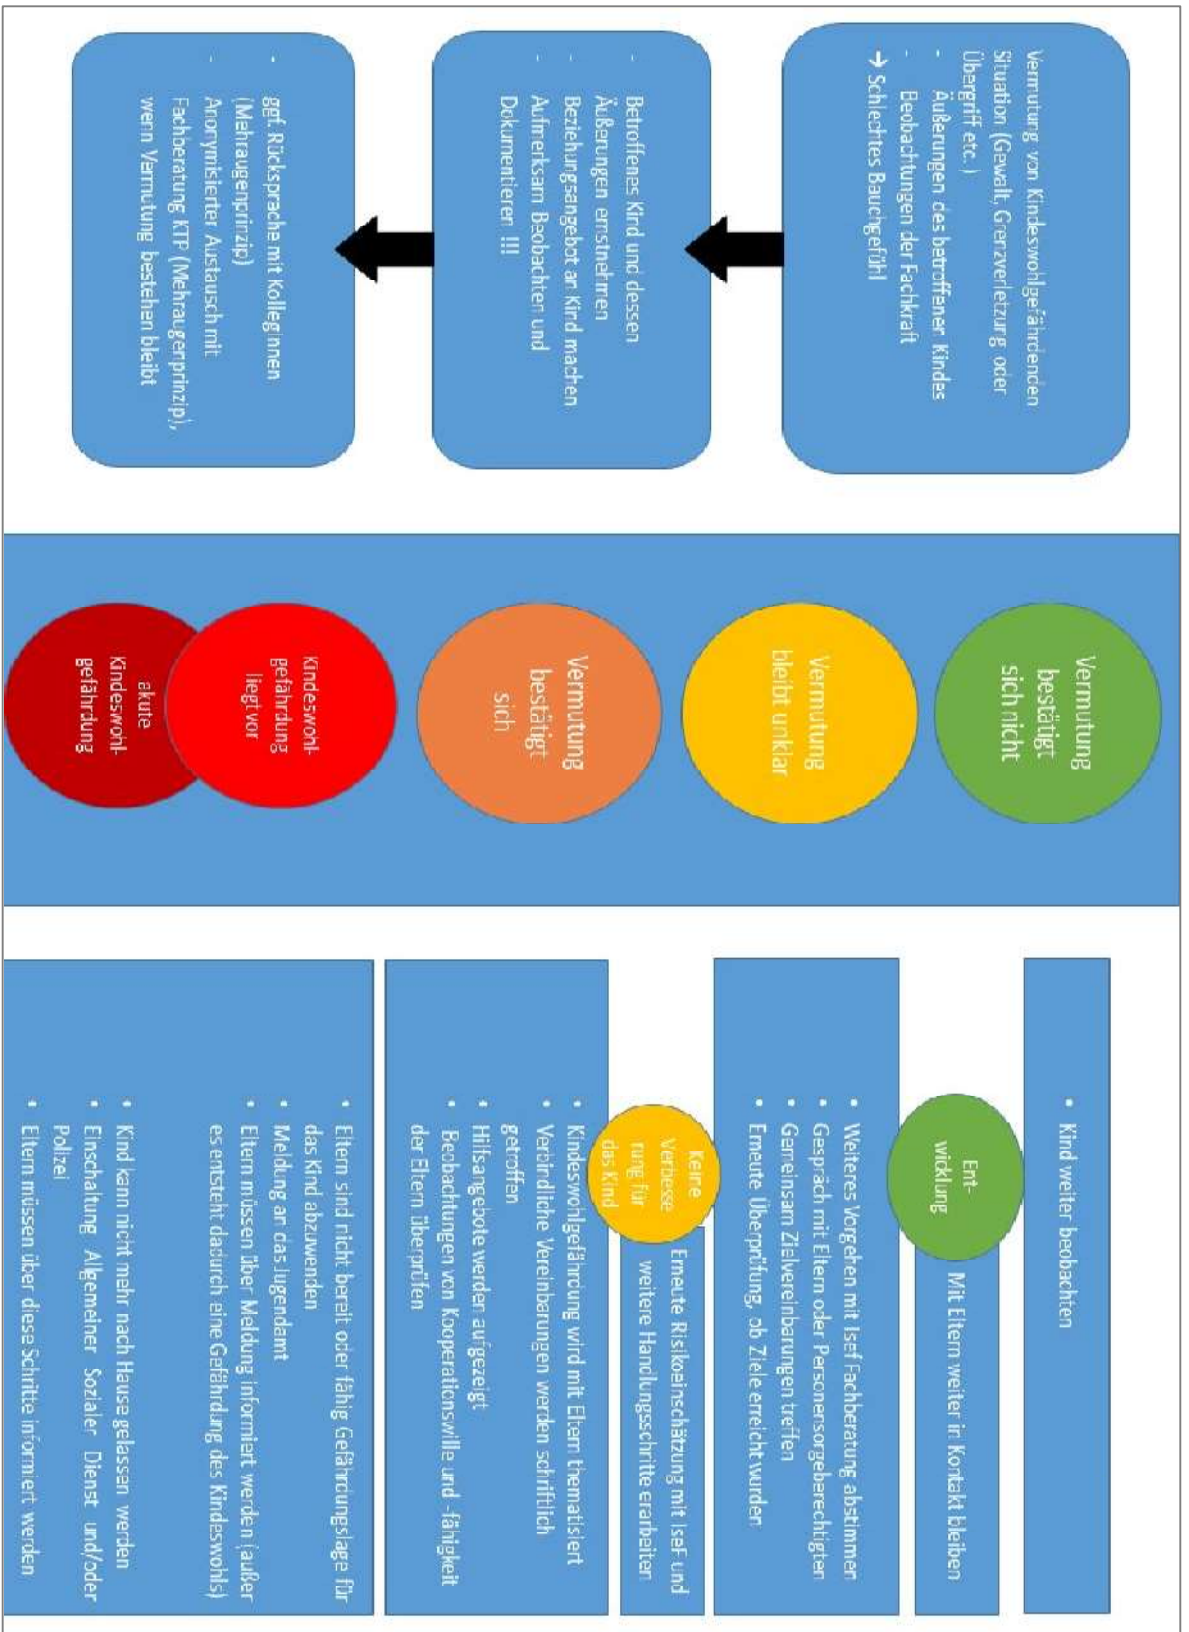 Vermutung von Kindeswohlgefährdenden
Situation (Gewalt, Grenzverletzung oder
Übergriff etc.)
- Äußerungen des betroffenen Kindes
- Beobachtungen der Fachkraft
→ Schlechtes Bauchgefühl
- Betroffenes Kind und dessen
Äußerungen ernstnehmen
- Beziehungsangebot an Kind machen
- Aufmerksam Beobachten und
Dokumentieren !!!
- ggf. Rücksprache mit Kolleginnen
(Mehraugenprinzip)
- Anonymisierter Austausch mit
Fachberatung KTP (Mehraugenprinzip),
wenn Vermutung bestehen bleibt
Vermutung
bestätigt
sich nicht
Vermutung
bleibt unklar
Vermutung
bestätigt
sich
Kindeswohl-
gefährdung
liegt vor
akute
Kindeswohl-
gefährdung
• Kind weiter beobachten
Ent-
wicklung
Mit Eltern weiter in Kontakt bleiben
• Weiteres Vorgehen mit Isef Fachberatung abstimmen
• Gespräch mit Eltern oder Personensorgeberechtigten
• Gemeinsam Zielvereinbarungen treffen
• Erneute Überprüfung, ob Ziele erreicht wurden
Keine
Verbesse
rung für
das Kind
Erneute Risikoeinschätzung mit IseF und
weitere Handlungsschritte erarbeiten
• Kindeswohlgefährdung wird mit Eltern thematisiert
• Verbindliche Vereinbarungen werden schriftlich
getroffen
• Hilfsangebote werden aufgezeigt
• Beobachtungen von Kooperationswille und -fähigkeit
der Eltern überprüfen
• Eltern sind nicht bereit oder fähig Gefährdungslage für
das Kind abzuwenden
• Meldung an das Jugendamt
• Eltern müssen über Meldung informiert werden (außer
es entsteht dadurch eine Gefährdung des Kindeswohls)
• Kind kann nicht mehr nach Hause gelassen werden
• Einschaltung Allgemeiner Sozialer Dienst und/oder
Polizei
• Eltern müssen über diese Schritte informiert werden